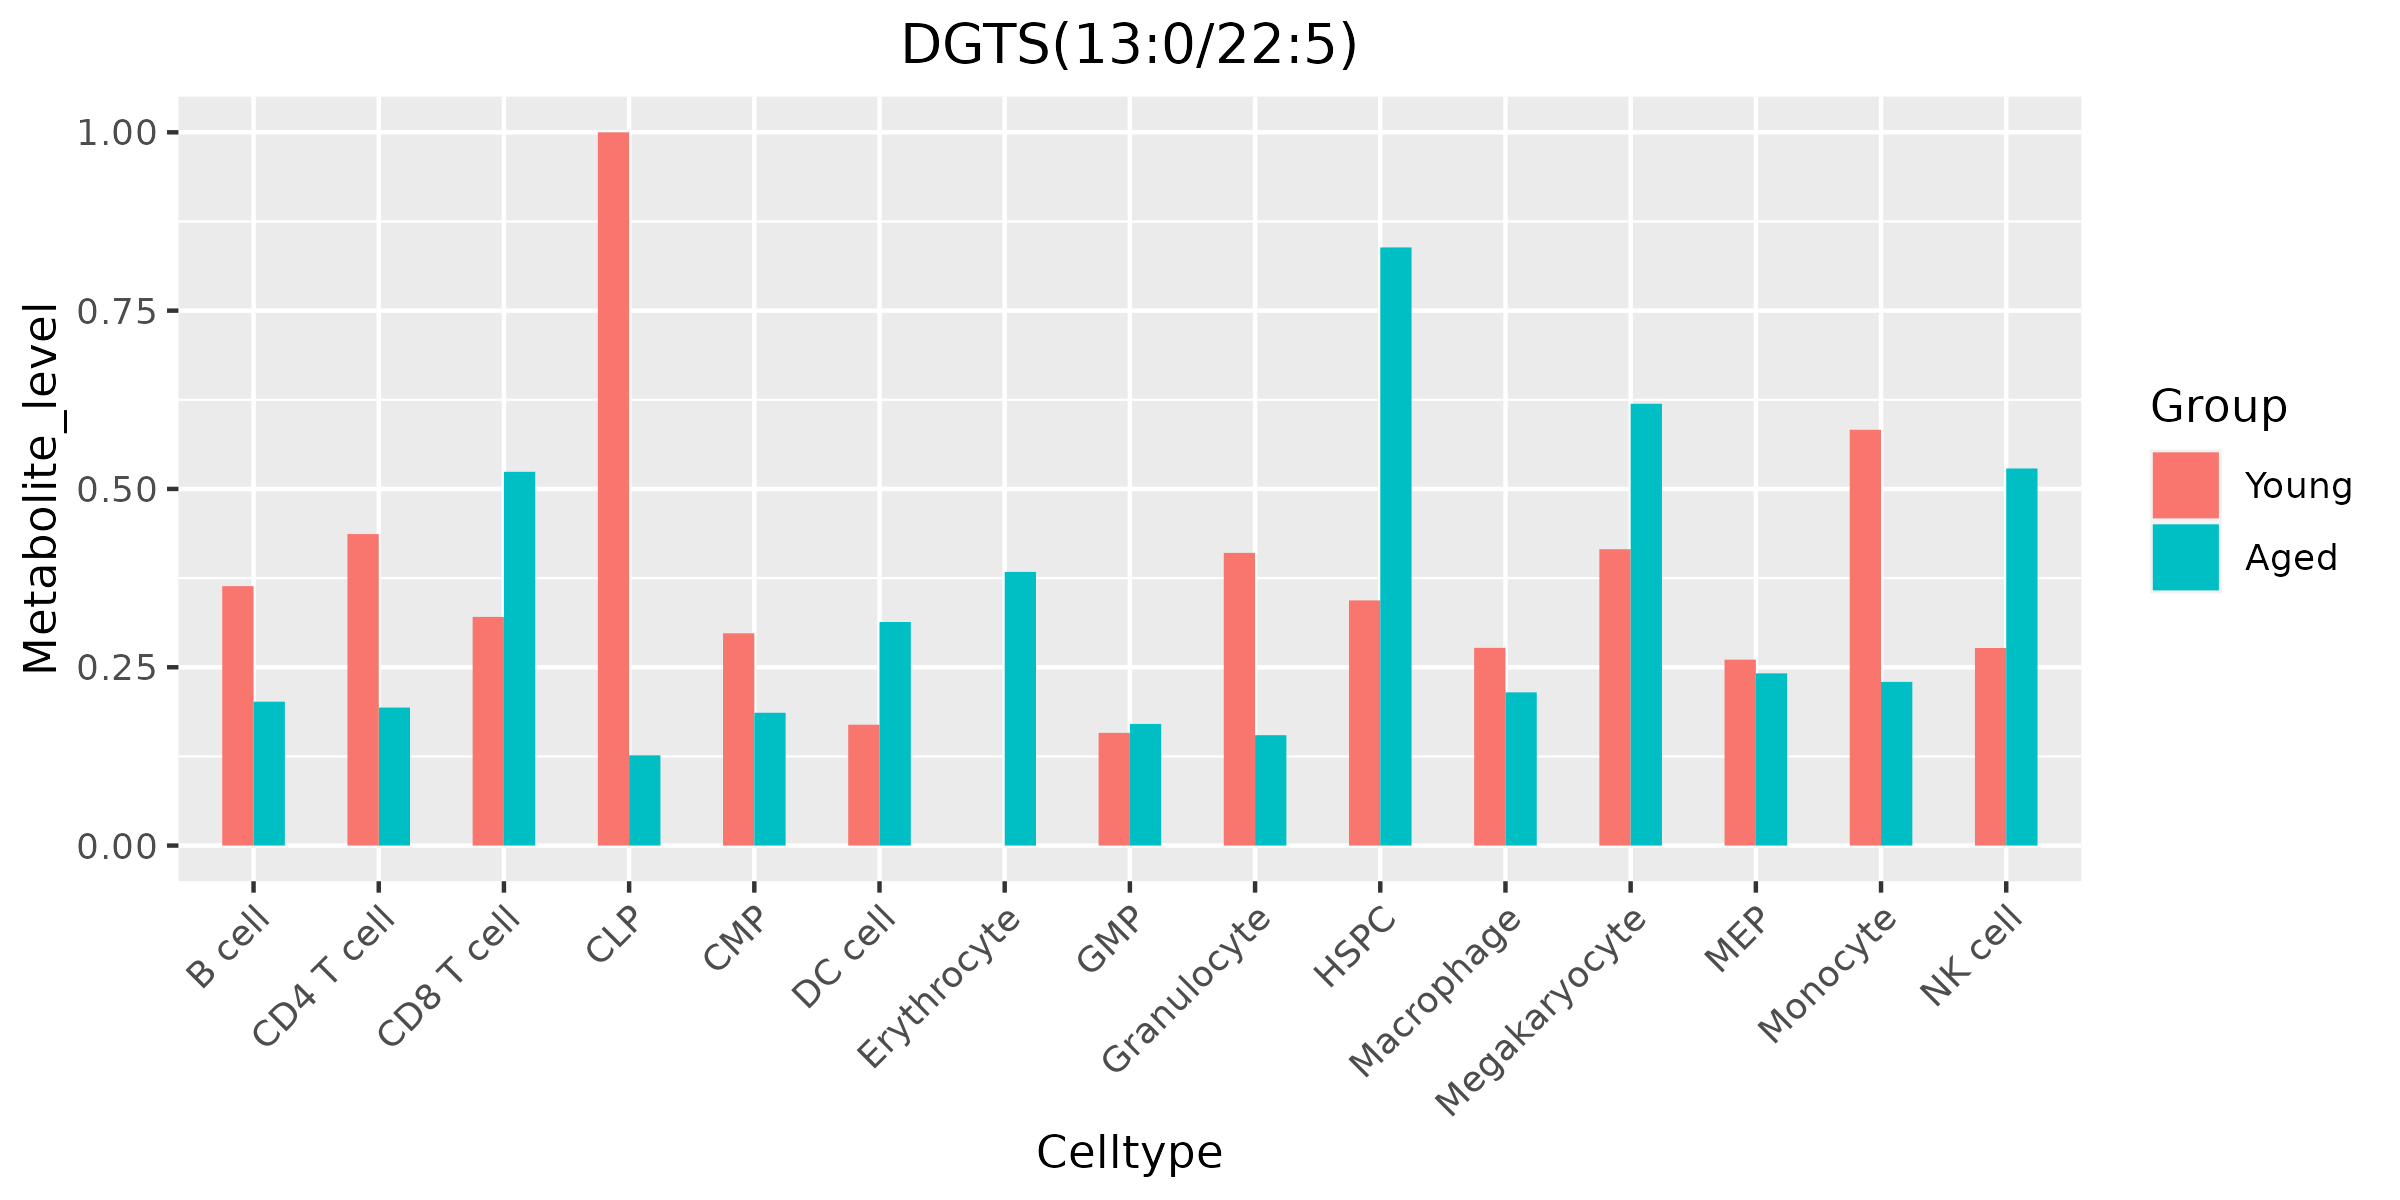 DGTS(13:0/22:5)
Metabolite_level
1.00
0.75
0.50
0.25
0.00
B cell
CD4 T cell
CD8 T cell
CLP
CMP
DC cell
Erythrocyte
GMP
Granulocyte
HSPC
Macrophage
Megakaryocyte
MEP
Monocyte
NK cell
Celltype
Group
Young
Aged